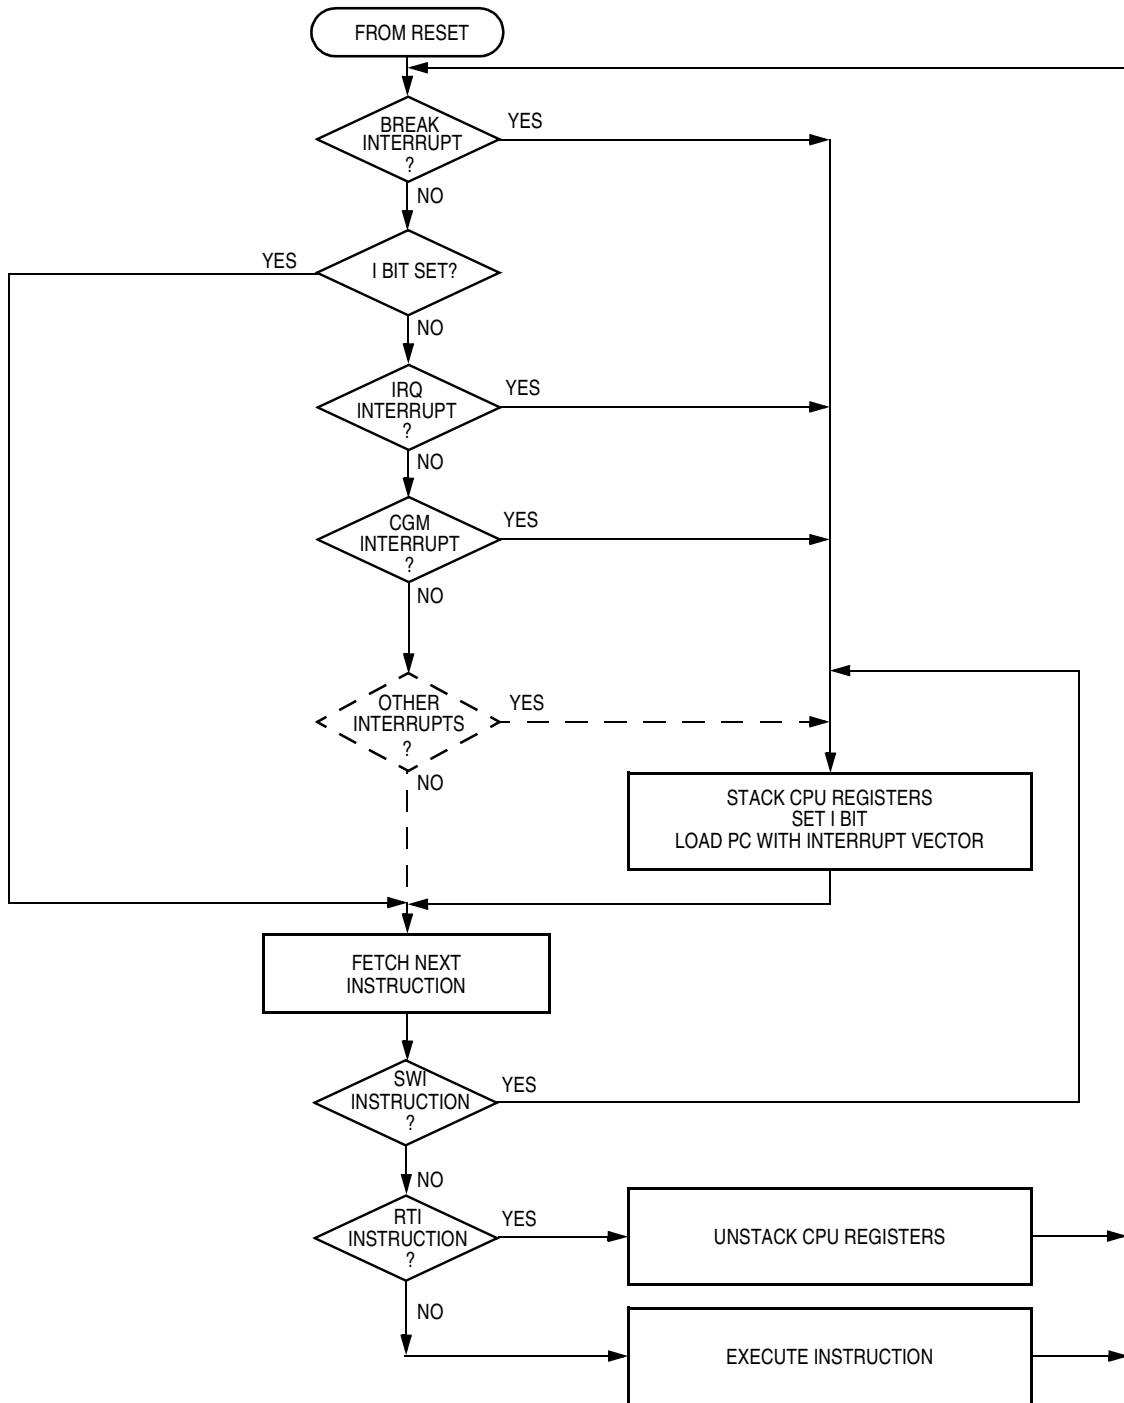 FROM RESET
BREAK
INTERRUPT
?
YES
NO
YES
I BIT SET?
NO
IRQ
INTERRUPT
?
YES
NO
CGM
INTERRUPT
?
YES
NO
OTHER
INTERRUPTS
?
YES
NO
STACK CPU REGISTERS
SET I BIT
LOAD PC WITH INTERRUPT VECTOR
FETCH NEXT
INSTRUCTION
SWI
INSTRUCTION
?
YES
NO
RTI
INSTRUCTION
?
YES
UNSTACK CPU REGISTERS
NO
EXECUTE INSTRUCTION